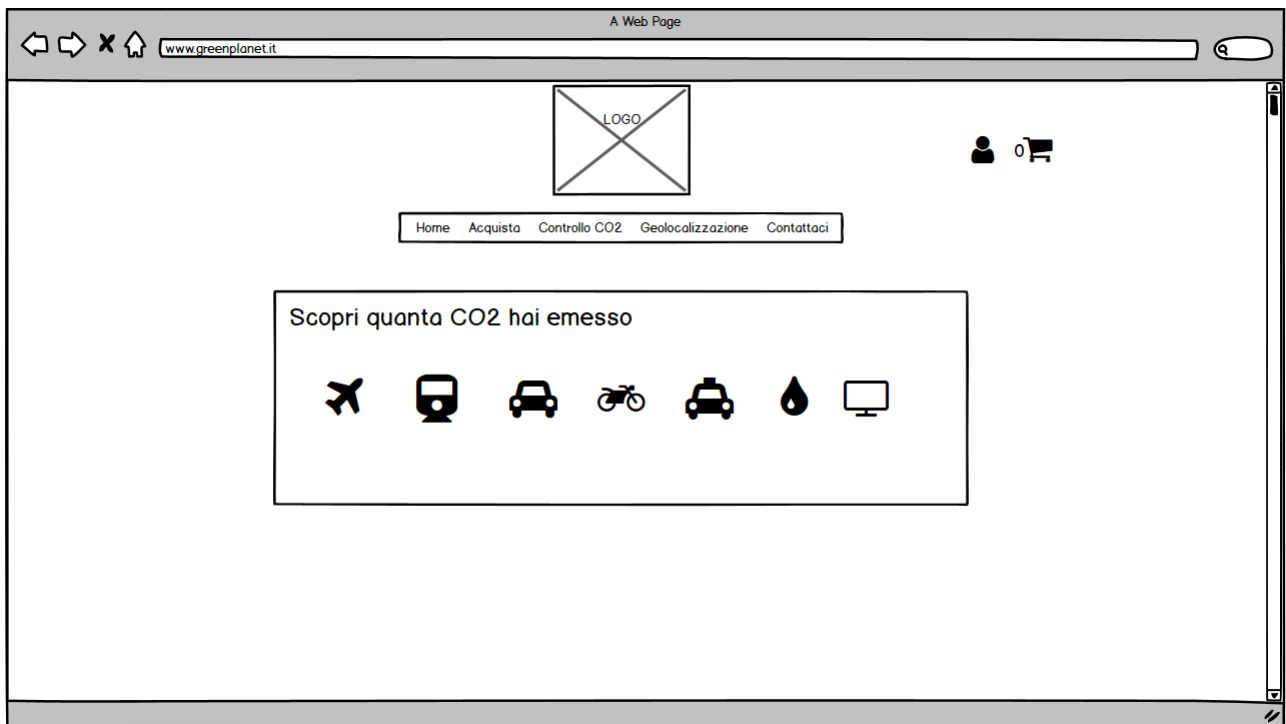 A Web Page
www.greenplanet.it
LOGO
0
Home Acquista Controllo CO2 Geolocalizzazione Contattaci
Scopri quanta CO2 hai emesso